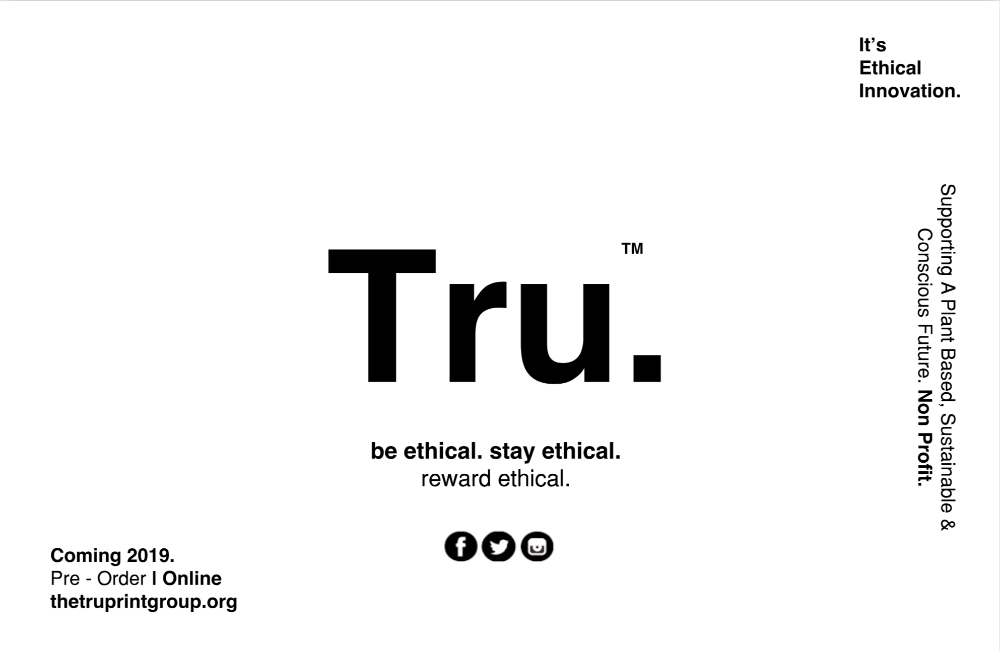 It’s
Ethical
Innovation.
Supporting A Plant Based, Sustainable &
Conscious Future. Non Profit.
TM
Tru.
be ethical. stay ethical.
reward ethical.
Coming 2019.
Pre - Order I Online
thetruprintgroup.org